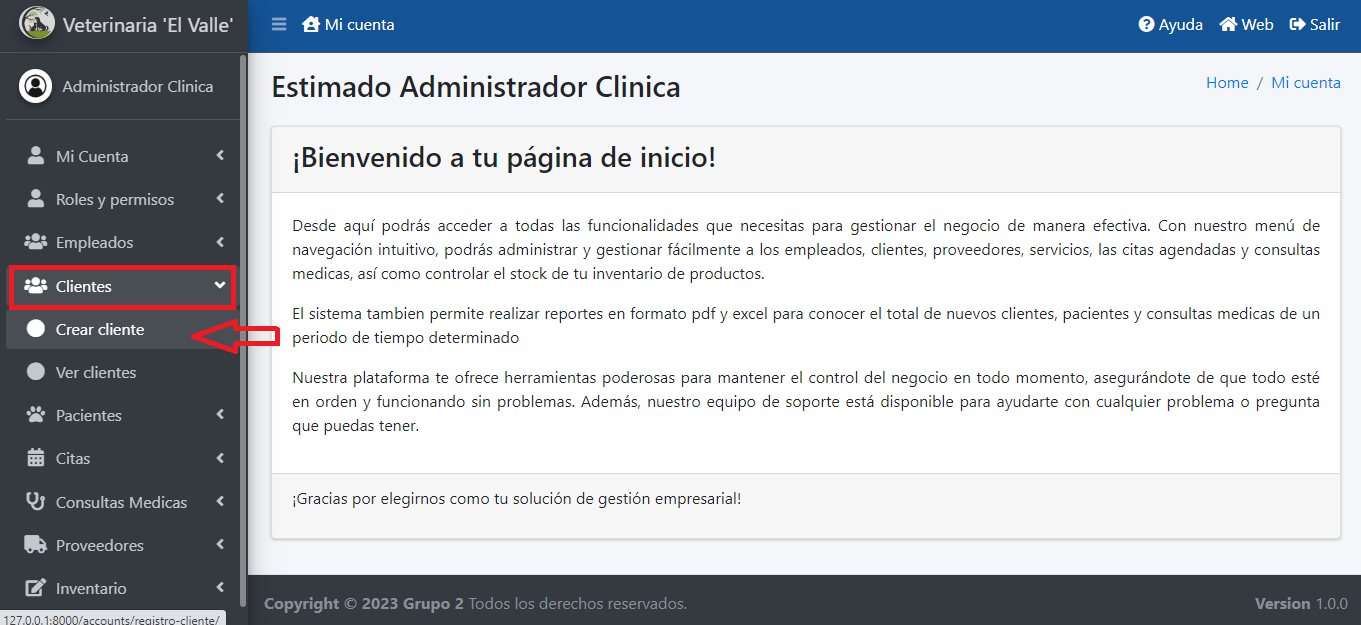 Veterinaria 'El Valle'
Mi cuenta
Ayuda
Web
Salir
Administrador Clinica
Mi Cuenta
Roles y permisos
Empleados
Clientes
Crear cliente
Ver clientes
Pacientes
Citas
Consultas Medicas
Proveedores
Inventario
127.0.0.1:8000/accounts/registro-cliente/
Estimado Administrador Clinica
Home / Mi cuenta
¡Bienvenido a tu página de inicio!
Desde aquí podrás acceder a todas las funcionalidades que necesitas para gestionar el negocio de manera efectiva. Con nuestro menú de
navegación intuitivo, podrás administrar y gestionar fácilmente a los empleados, clientes, proveedores, servicios, las citas agendadas y consultas
medicas, así como controlar el stock de tu inventario de productos.
El sistema tambien permite realizar reportes en formato pdf y excel para conocer el total de nuevos clientes, pacientes y consultas medicas de un
periodo de tiempo determinado
Nuestra plataforma te ofrece herramientas poderosas para mantener el control del negocio en todo momento, asegurándote de que todo esté
en orden y funcionando sin problemas. Además, nuestro equipo de soporte está disponible para ayudarte con cualquier problema o pregunta
que puedas tener.
¡Gracias por elegirnos como tu solución de gestión empresarial!
Copyright © 2023 Grupo 2 Todos los derechos reservados.
Version 1.0.0